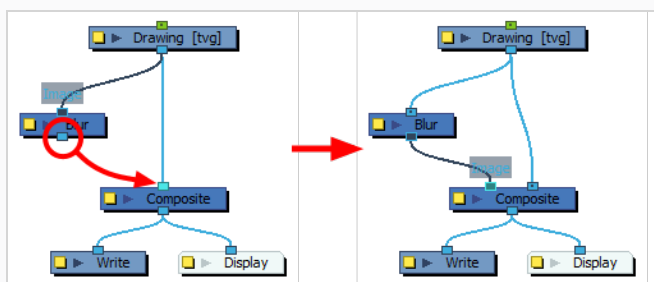 Drawing [tvg]
Image
Blur
Composite
Write
Display
Drawing [tvg]
Blur
Image
Composite
Write
Display